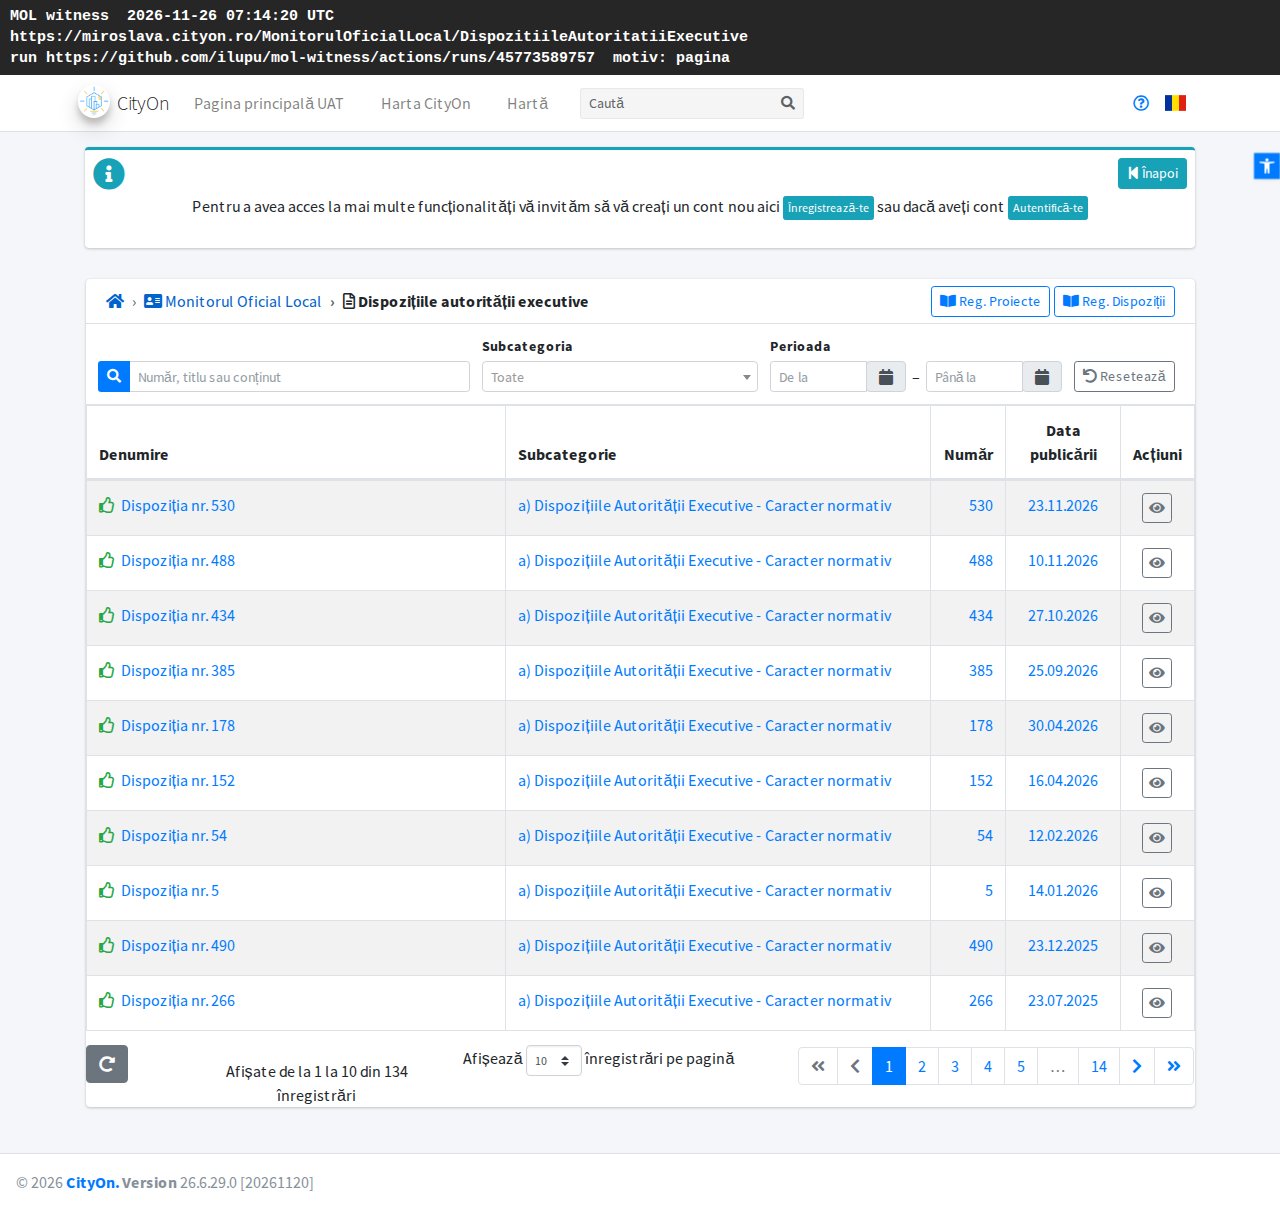 MOL witness  2026-11-26 07:14:20 UTC
https://miroslava.cityon.ro/MonitorulOficialLocal/DispozitiileAutoritatiiExecutive
run https://github.com/ilupu/mol-witness/actions/runs/45773589757  motiv: pagina
CityOn Pagina principală UAT Harta CityOn Hartă Caută
Înapoi
Pentru a avea acces la mai multe funcționalități vă invităm să vă creați un cont nou aici Înregistrează-te sau dacă aveți cont Autentifică-te
› Monitorul Oficial Local › Dispozițiile autorității executive Reg. Proiecte Reg. Dispoziții
Subcategoria Perioada
Număr, titlu sau conținut Toate De la – Până la Resetează
Denumire Subcategorie Număr Data publicării Acțiuni
Dispoziția nr. 530 a) Dispozițiile Autorității Executive - Caracter normativ 530 23.11.2026
Dispoziția nr. 488 a) Dispozițiile Autorității Executive - Caracter normativ 488 10.11.2026
Dispoziția nr. 434 a) Dispozițiile Autorității Executive - Caracter normativ 434 27.10.2026
Dispoziția nr. 385 a) Dispozițiile Autorității Executive - Caracter normativ 385 25.09.2026
Dispoziția nr. 178 a) Dispozițiile Autorității Executive - Caracter normativ 178 30.04.2026
Dispoziția nr. 152 a) Dispozițiile Autorității Executive - Caracter normativ 152 16.04.2026
Dispoziția nr. 54 a) Dispozițiile Autorității Executive - Caracter normativ 54 12.02.2026
Dispoziția nr. 5 a) Dispozițiile Autorității Executive - Caracter normativ 5 14.01.2026
Dispoziția nr. 490 a) Dispozițiile Autorității Executive - Caracter normativ 490 23.12.2025
Dispoziția nr. 266 a) Dispozițiile Autorității Executive - Caracter normativ 266 23.07.2025
Afișate de la 1 la 10 din 134 înregistrări Afișează 10 înregistrări pe pagină 1 2 3 4 5 … 14
© 2026 CityOn. Version 26.6.29.0 [20261120]